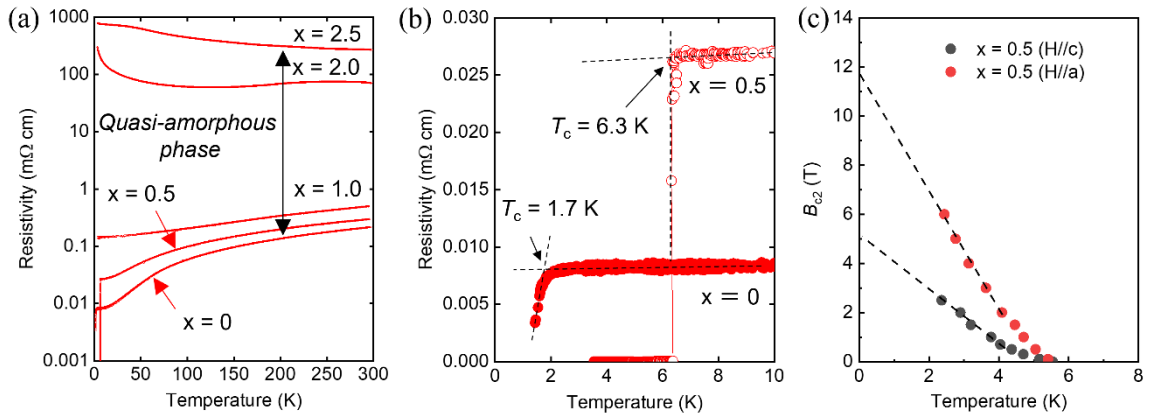 (a)
1000
100
10
1
0.1
0.01
0.001
Resistivity (mΩ cm)
x = 2.5
x = 2.0
Quasi-amorphous
phase
x = 0.5
x = 1.0
x = 0
0 50 100 150 200 250 300
Temperature (K)
(b)
0.030
0.025
0.020
0.015
0.010
0.005
0.000
Resistivity (mΩ cm)
x = 0.5
Tc = 6.3 K
Tc = 1.7 K
x = 0
0 2 4 6 8 10
Temperature (K)
(c)
14
12
10
8
6
4
2
0
Bc2 (T)
x = 0.5 (H//c)
x = 0.5 (H//a)
0 2 4 6 8
Temperature (K)